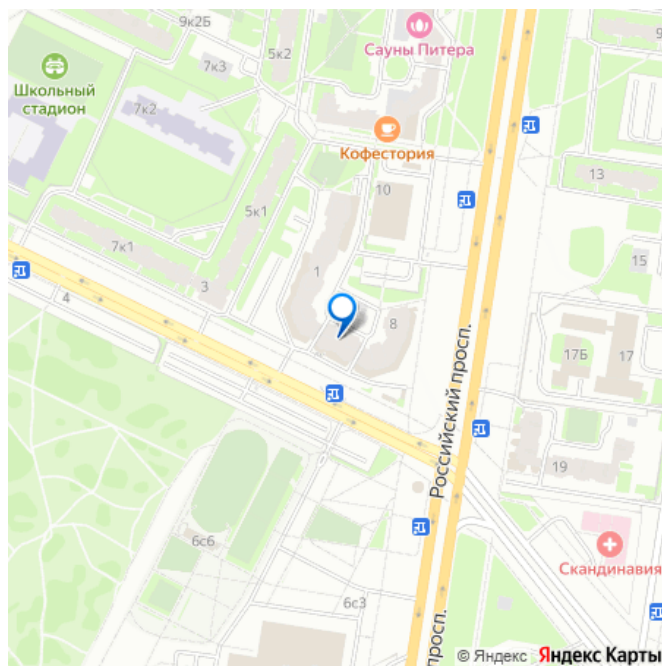 9к2Б
5к2
Сауны Питера
9
Школьный
стадион
7к3
7к2
Кофестория
10
13
5к1
7к1
3
1
15
4
8
17Б
17
Российский просп.
19
6с6
Скандинавия
6с3
просп.
© Яндекс Яндекс Карты